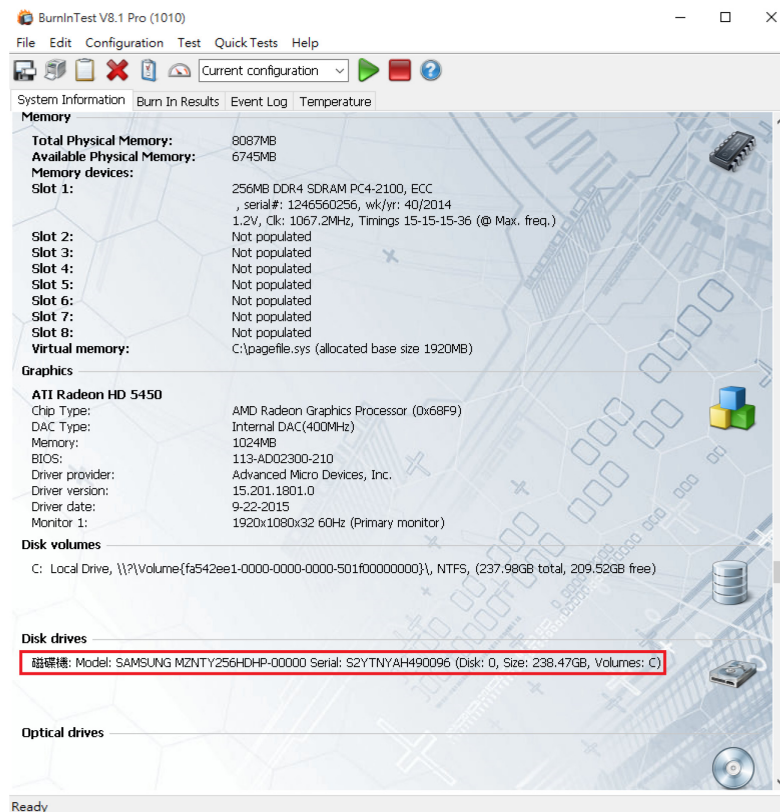 BurnInTest V8.1 Pro (1010)
File Edit Configuration Test Quick Tests Help
Current configuration
System Information Burn In Results Event Log Temperature
Memory
Total Physical Memory: 8087MB
Available Physical Memory: 6745MB
Memory devices:
Slot 1: 256MB DDR4 SDRAM PC4-2100, ECC
, serial#: 1246560256, wk/yr: 40/2014
1.2V, Clk: 1067.2MHz, Timings 15-15-15-36 (@ Max. freq.)
Slot 2: Not populated
Slot 3: Not populated
Slot 4: Not populated
Slot 5: Not populated
Slot 6: Not populated
Slot 7: Not populated
Slot 8: Not populated
Virtual memory: C:\pagefile.sys (allocated base size 1920MB)
Graphics
ATI Radeon HD 5450
Chip Type: AMD Radeon Graphics Processor (0x68F9)
DAC Type: Internal DAC(400MHz)
Memory: 1024MB
BIOS: 113-AD02300-210
Driver provider: Advanced Micro Devices, Inc.
Driver version: 15.201.1801.0
Driver date: 9-22-2015
Monitor 1: 1920x1080x32 60Hz (Primary monitor)
Disk volumes
C: Local Drive, \\?\Volume{fa542ee1-0000-0000-0000-501f00000000}\, NTFS, (237.98GB total, 209.52GB free)
Disk drives
磁碟機: Model: SAMSUNG MZNTY256HDHP-00000 Serial: S2YTNYAH490096 (Disk: 0, Size: 238.47GB, Volumes: C)
Optical drives
Ready